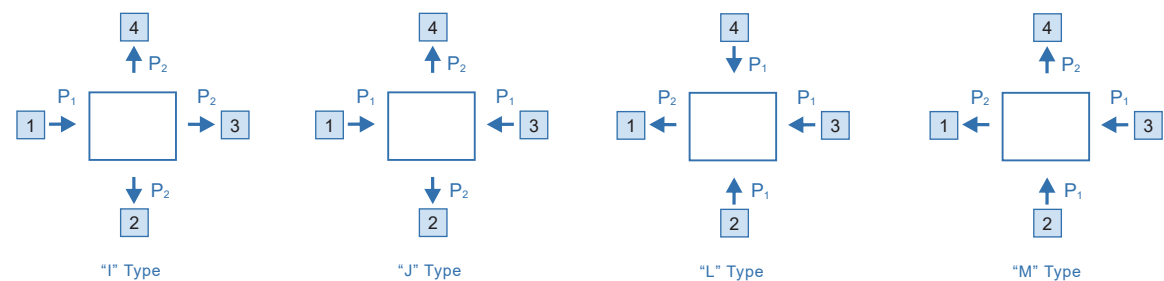 4 4 4 4
P₂ P₂ P₁ P₂
P₁ P₂ P₁ P₁ P₂ P₁ P₂ P₁
1 3 1 3 1 3 1 3
P₂ P₂ P₁ P₁
2 2 2 2
“I” Type “J” Type “L” Type “M” Type